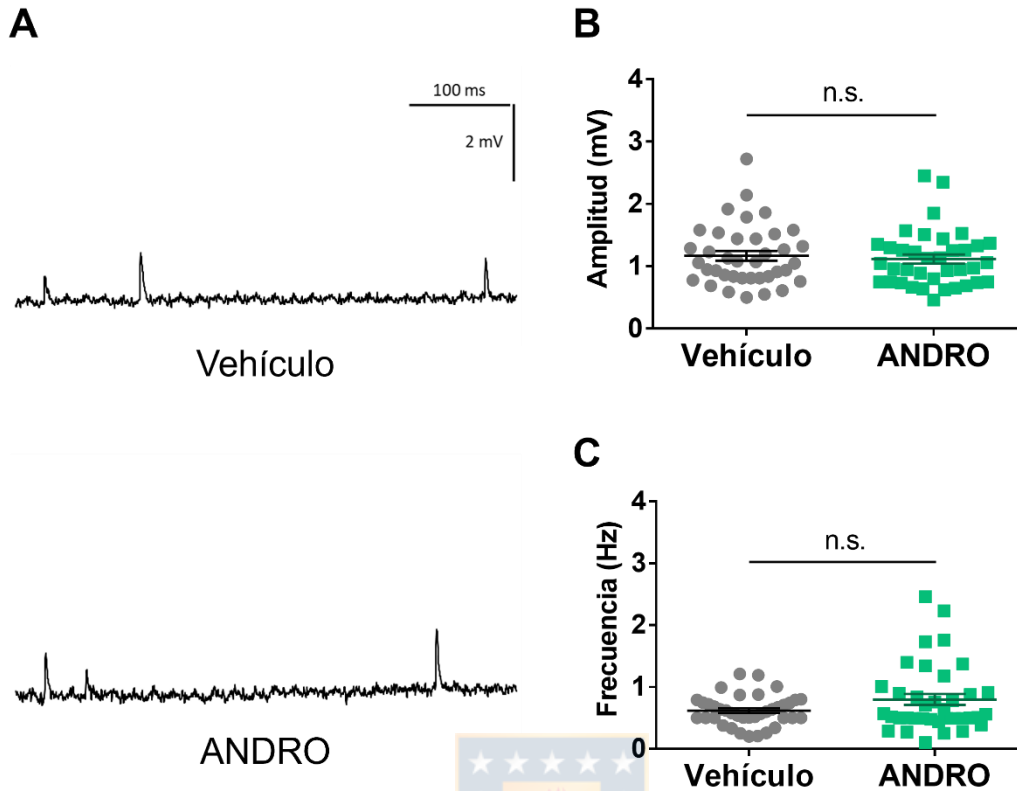 A
100 ms
2 mV
Vehículo
ANDRO
B
Amplitud (mV)
4
3
2
1
0
n.s.
Vehículo
ANDRO
C
Frecuencia (Hz)
4
3
2
1
0
n.s.
Vehículo
ANDRO